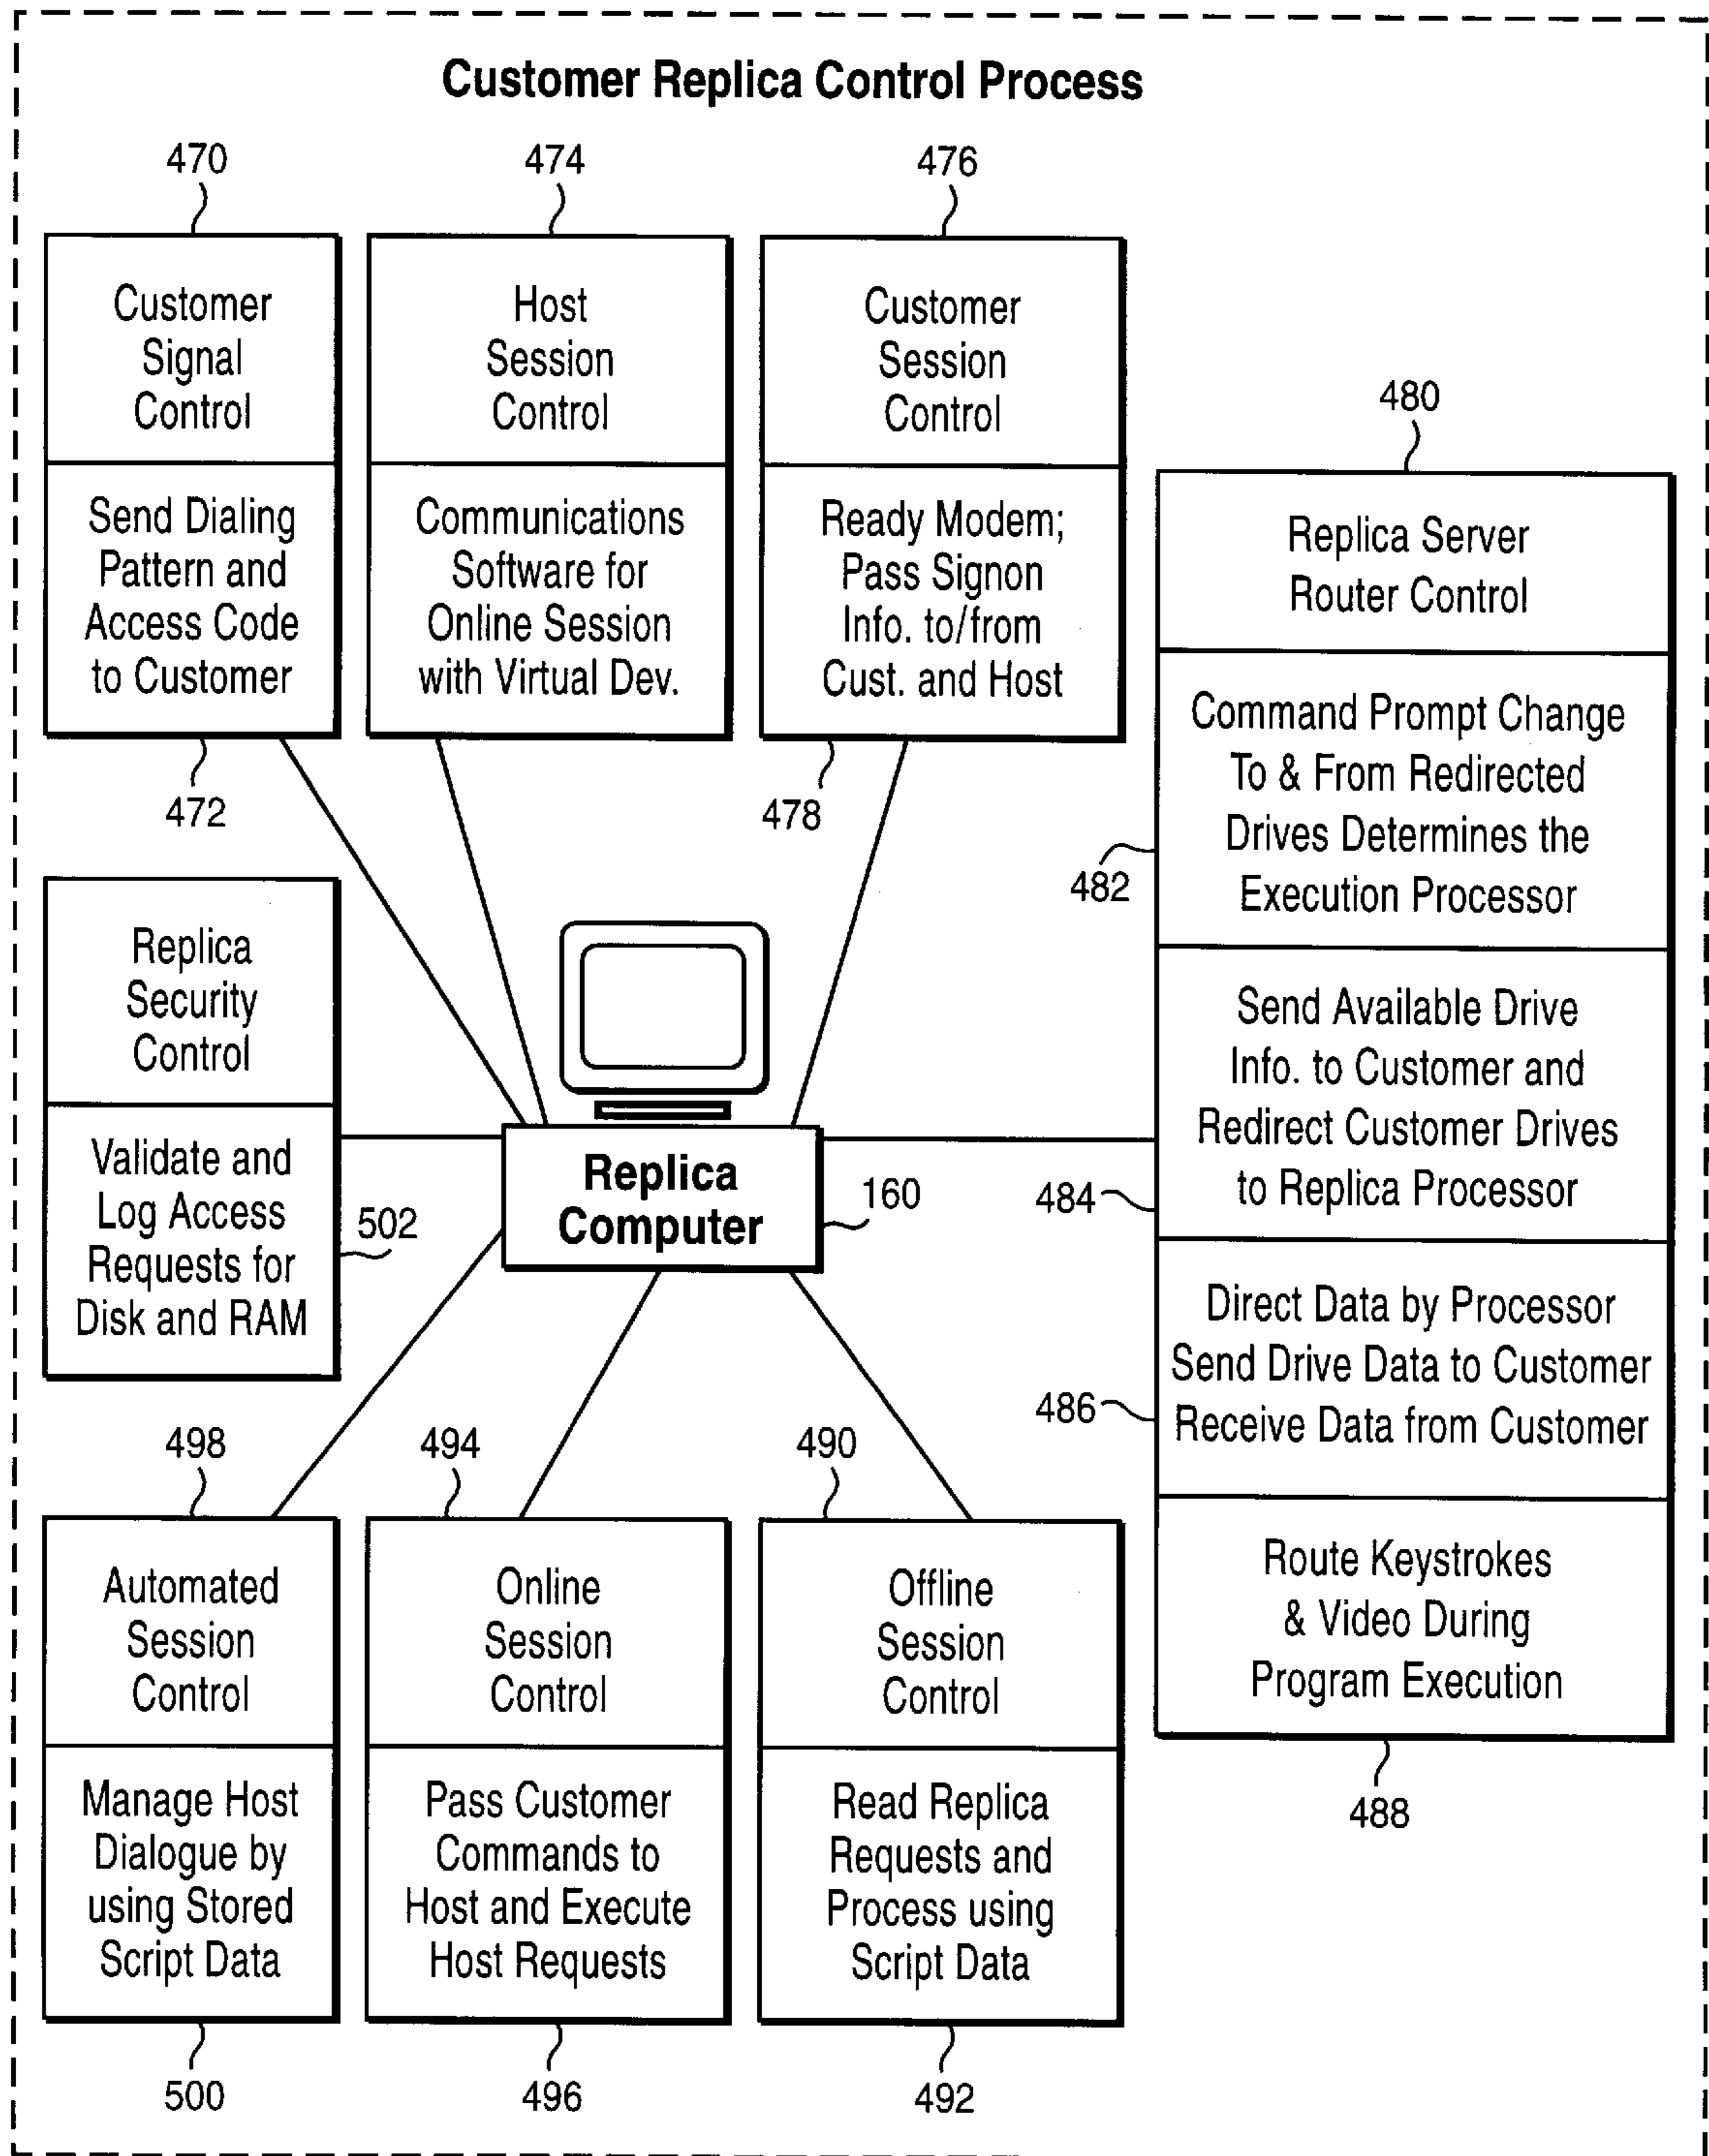 Customer Replica Control Process
470
474
476
Customer
Signal
Control
Send Dialing
Pattern and
Access Code
to Customer
472
Host
Session
Control
Communications
Software for
Online Session
with Virtual Dev.
Customer
Session
Control
Ready Modem;
Pass Signon
Info. to/from
Cust. and Host
478
480
Replica Server
Router Control
Command Prompt Change
To & From Redirected
Drives Determines the
Execution Processor
482
Send Available Drive
Info. to Customer and
Redirect Customer Drives
to Replica Processor
484
Direct Data by Processor
Send Drive Data to Customer
Receive Data from Customer
486
Route Keystrokes
& Video During
Program Execution
488
Replica
Security
Control
Validate and
Log Access
Requests for
Disk and RAM
502
Replica
Computer
160
498
494
490
Automated
Session
Control
Manage Host
Dialogue by
using Stored
Script Data
500
Online
Session
Control
Pass Customer
Commands to
Host and Execute
Host Requests
496
Offline
Session
Control
Read Replica
Requests and
Process using
Script Data
492